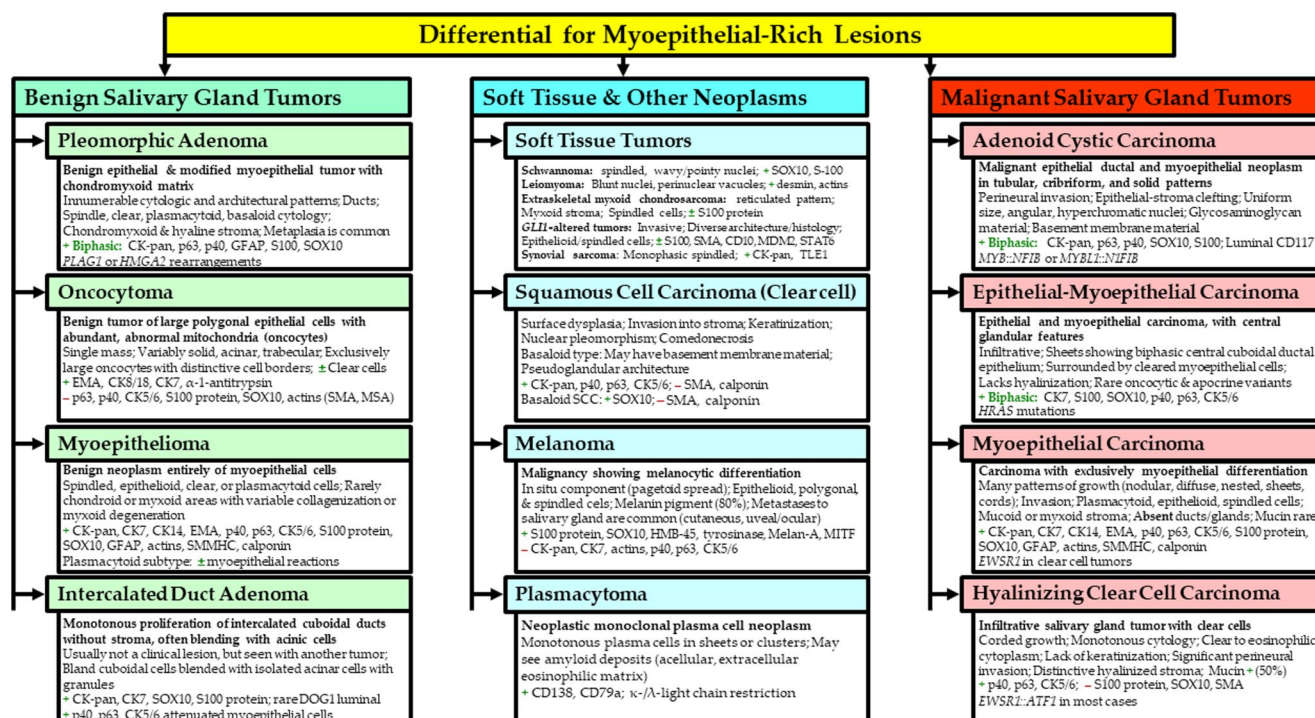 Differential for Myoepithelial-Rich Lesions
Benign Salivary Gland Tumors
Pleomorphic Adenoma
Benign epithelial & modified myoepithelial tumor with
chondromyxoid matrix
Innumerable cytologic and architectural patterns; Ducts;
Spindle, clear, plasmacytoid, basaloid cytology;
Chondromyxoid & hyaline stroma; Metaplasia is common
+ Biphasic: CK-pan, p63, p40, GFAP, S100, SOX10
PLAG1 or HMGA2 rearrangements
Oncocytoma
Benign tumor of large polygonal epithelial cells with
abundant, abnormal mitochondria (oncocytes)
Single mass; Variably solid, acinar, trabecular; Exclusively
large oncocytes with distinctive cell borders; ± Clear cells
+ EMA, CK8/18, CK7, α-1-antitrypsin
– p63, p40, CK5/6, S100 protein, SOX10, actins (SMA, MSA)
Myoepithelioma
Benign neoplasm entirely of myoepithelial cells
Spindled, epithelioid, clear, or plasmacytoid cells; Rarely
chondroid or myxoid areas with variable collagenization or
myxoid degeneration
+ CK-pan, CK7, CK14, EMA, p40, p63, CK5/6, S100 protein,
SOX10, GFAP, actins, SMMHC, calponin
Plasmacytoid subtype: ± myoepithelial reactions
Intercalated Duct Adenoma
Monotonous proliferation of intercalated cuboidal ducts
without stroma, often blending with acinic cells
Usually not a clinical lesion, but seen with another tumor;
Bland cuboidal cells blended with isolated acinar cells with
granules
+ CK-pan, CK7, SOX10, S100 protein; rare DOG1 luminal
+ p40, p63, CK5/6 attenuated myoepithelial cells
Soft Tissue & Other Neoplasms
Soft Tissue Tumors
Schwannoma: spindled, wavy/pointy nuclei; + SOX10, S-100
Leiomyoma: Blunt nuclei, perinuclear vacuoles; + desmin, actins
Extraskeletal myxoid chondrosarcoma: reticulated pattern;
Myxoid stroma; Spindled cells; ± S100 protein
GLI1-altered tumors: Invasive; Diverse architecture/histology;
Epithelioid/spindled cells; ± S100, SMA, CD10, MDM2, STAT6
Synovial sarcoma: Monophasic spindled; + CK-pan, TLE1
Squamous Cell Carcinoma (Clear cell)
Surface dysplasia; Invasion into stroma; Keratinization;
Nuclear pleomorphism; Comedonecrosis
Basaloid type: May have basement membrane material;
Pseudoglandular architecture
+ CK-pan, p40, p63, CK5/6; – SMA, calponin
Basaloid SCC: + SOX10; – SMA, calponin
Melanoma
Malignancy showing melanocytic differentiation
In situ component (pagetoid spread); Epithelioid, polygonal,
& spindled cels; Melanin pigment (80%); Metastases to
salivary gland are common (cutaneous, uveal/ocular)
+ S100 protein, SOX10, HMB-45, tyrosinase, Melan-A, MITF
– CK-pan, CK7, actins, p40, p63, CK5/6
Plasmacytoma
Neoplastic monoclonal plasma cell neoplasm
Monotonous plasma cells in sheets or clusters; May
see amyloid deposits (acellular, extracellular
eosinophilic matrix)
+ CD138, CD79a; κ-/λ-light chain restriction
Malignant Salivary Gland Tumors
Adenoid Cystic Carcinoma
Malignant epithelial ductal and myoepithelial neoplasm
in tubular, cribriform, and solid patterns
Perineural invasion; Epithelial-stroma clefting; Uniform
size, angular, hyperchromatic nuclei; Glycosaminoglycan
material; Basement membrane material
+ Biphasic: CK-pan, p63, p40, SOX10, S100; Luminal CD117
MYB::NFIB or MYBL1::N1FIB
Epithelial-Myoepithelial Carcinoma
Epithelial and myoepithelial carcinoma, with central
glandular features
Infiltrative; Sheets showing biphasic central cuboidal ductal
epithelium; Surrounded by cleared myoepithelial cells;
Lacks hyalinization; Rare oncocytic & apocrine variants
+ Biphasic: CK7, S100, SOX10, p40, p63, CK5/6
HRAS mutations
Myoepithelial Carcinoma
Carcinoma with exclusively myoepithelial differentiation
Many patterns of growth (nodular, diffuse, nested, sheets,
cords); Invasion; Plasmacytoid, epithelioid, spindled cells;
Mucoid or myxoid stroma; Absent ducts/glands; Mucin rare
+ CK-pan, CK7, CK14, EMA, p40, p63, CK5/6, S100 protein,
SOX10, GFAP, actins, SMMHC, calponin
EWSR1 in clear cell tumors
Hyalinizing Clear Cell Carcinoma
Infiltrative salivary gland tumor with clear cells
Corded growth; Monotonous cytology; Clear to eosinophilic
cytoplasm; Lack of keratinization; Significant perineural
invasion; Distinctive hyalinized stroma; Mucin + (50%)
+ p40, p63, CK5/6; – S100 protein, SOX10, SMA
EWSR1::ATF1 in most cases